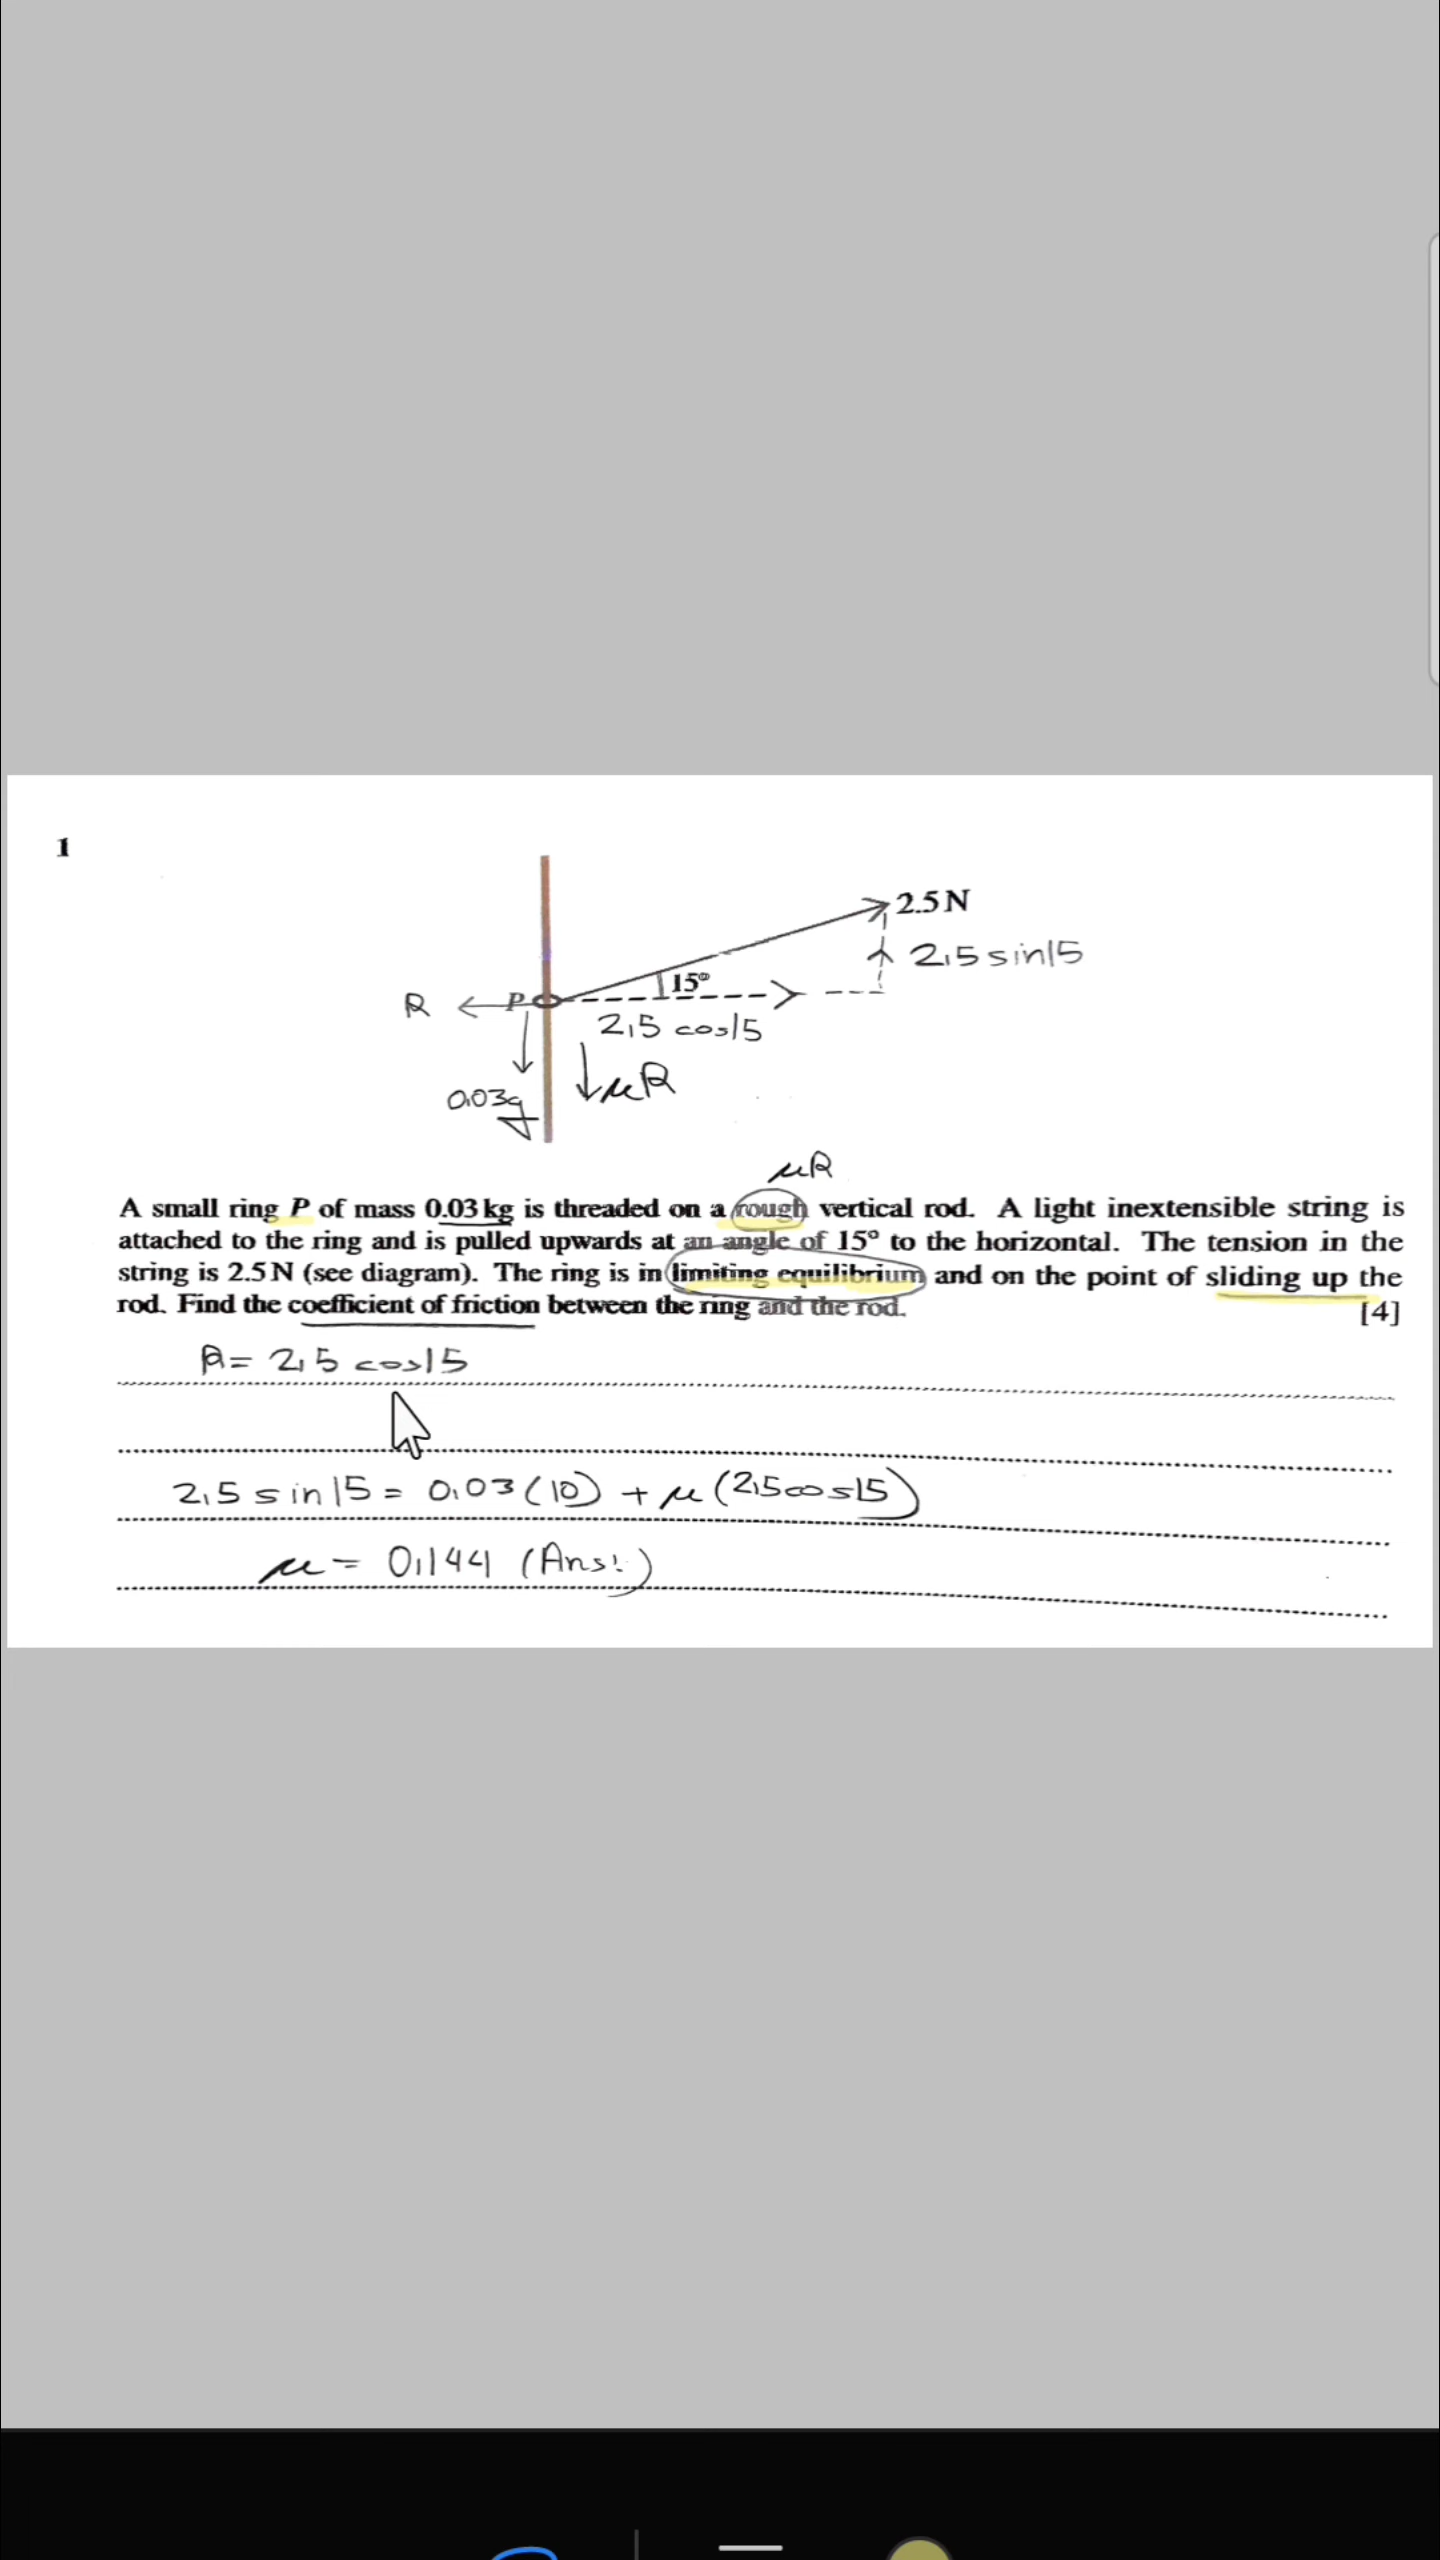 1
2.5 N
2.5 sin15
15°
R
P
2.5 cos15
0.03g
μR
μR
A small ring P of mass 0.03 kg is threaded on a rough vertical rod. A light inextensible string is
attached to the ring and is pulled upwards at an angle of 15° to the horizontal. The tension in the
string is 2.5 N (see diagram). The ring is in limiting equilibrium and on the point of sliding up the
rod. Find the coefficient of friction between the ring and the rod.
[4]
R = 2.5 cos15
2.5 sin15 = 0.03(10) + μ(2.5cos15)
μ = 0.144 (Ans:)